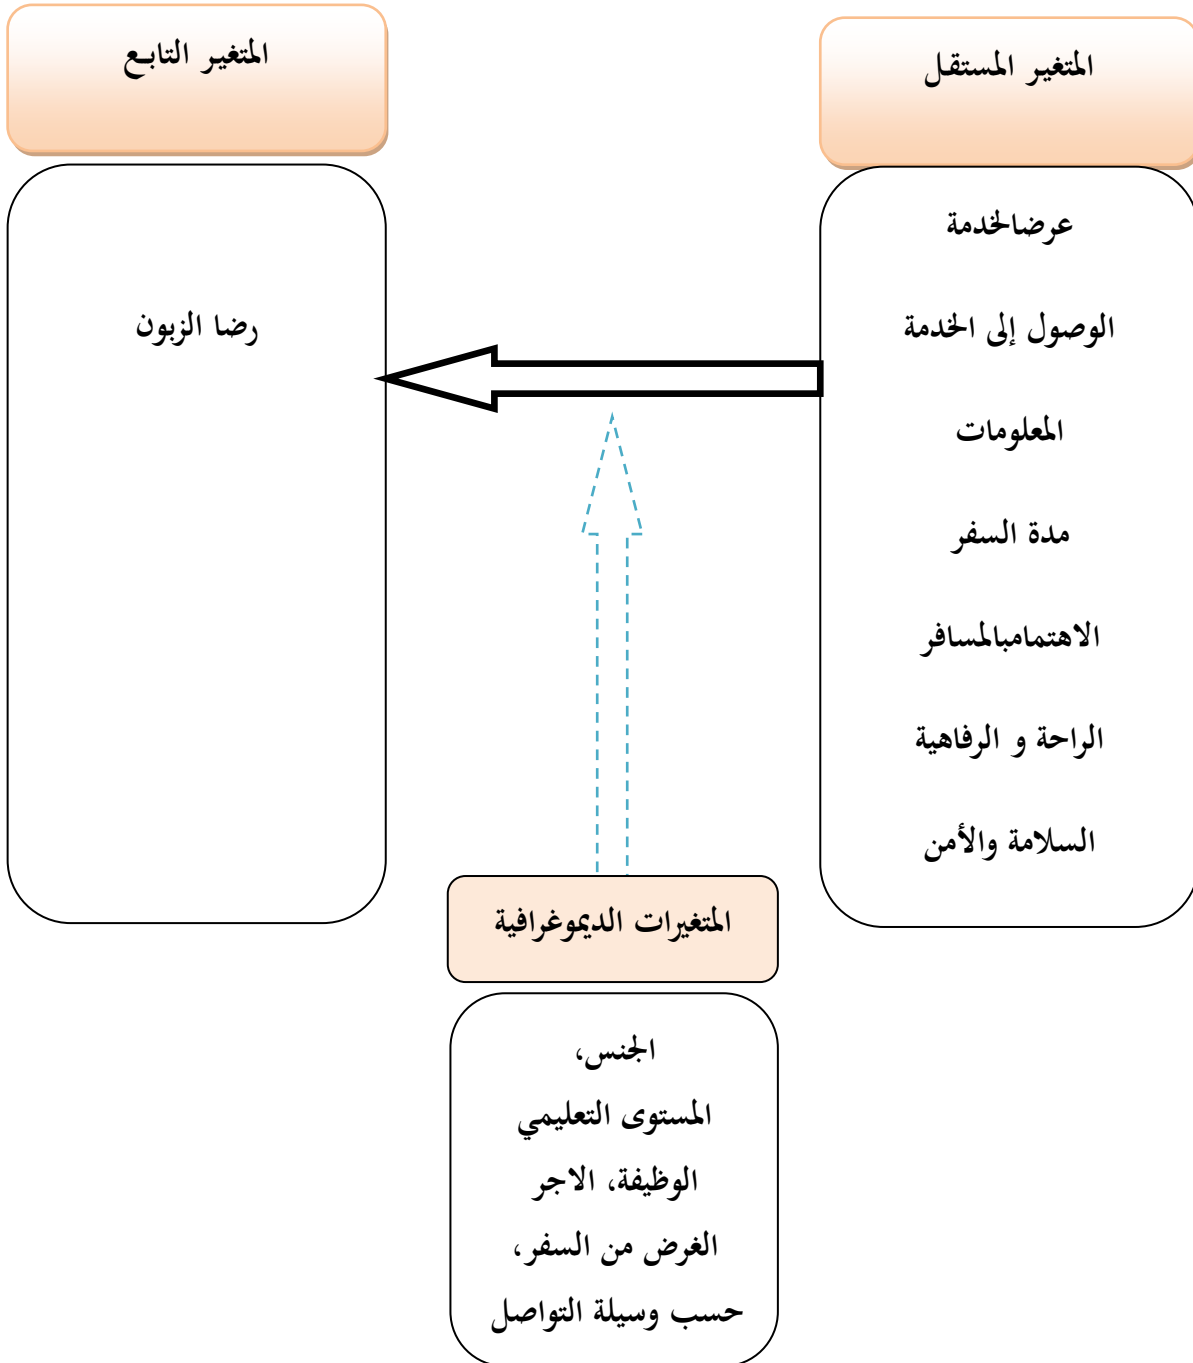 المتغير المستقل
عرضالخدمة
الوصول إلى الخدمة
المعلومات
مدة السفر
الاهتمامبالمسافر
الراحة و الرفاهية
السلامة والأمن
المتغير التابع
رضا الزبون
المتغيرات الديموغرافية
الجنس،
المستوى التعليمي
الوظيفة، الاجر
الغرض من السفر،
حسب وسيلة التواصل